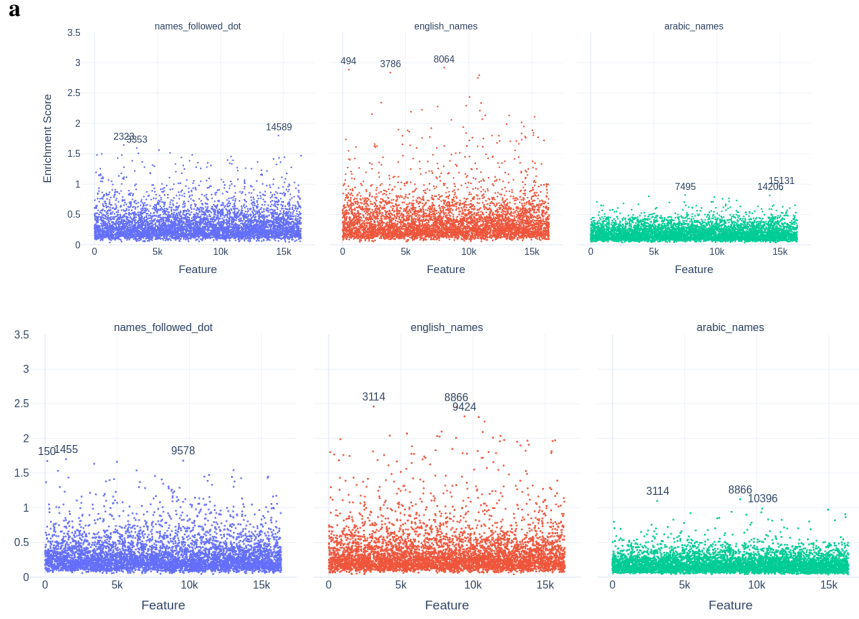 a
names_followed_dot english_names arabic_names
3.5
3
2.5
2
1.5
1
0.5
0
Enrichment Score
2323 3353 14589
494 3786 8064
7495 14206 15131
0 5k 10k 15k 0 5k 10k 15k 0 5k 10k 15k
Feature Feature Feature
names_followed_dot english_names arabic_names
3.5
3
2.5
2
1.5
1
0.5
0
150 1455 9578
3114 8866 9424
3114 8866 10396
0 5k 10k 15k 0 5k 10k 15k 0 5k 10k 15k
Feature Feature Feature